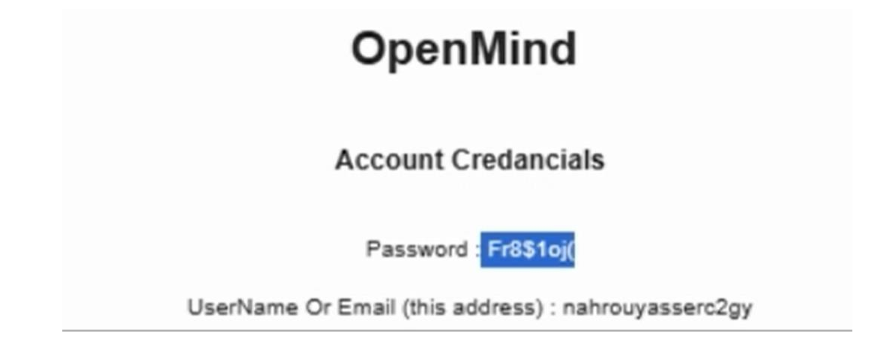 OpenMind
Account Credancials
Password : Fr8$1oj(
UserName Or Email (this address) : nahrouyasserc2gy